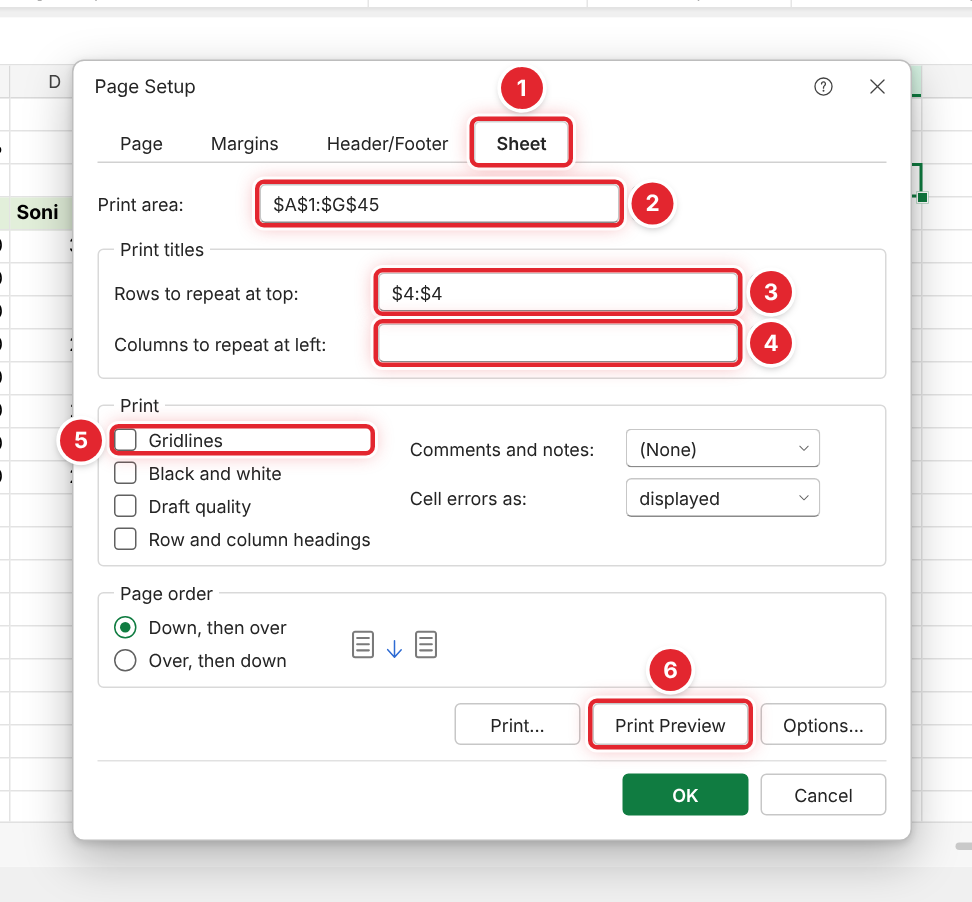 D
Page Setup
1
Page
Margins
Header/Footer
Sheet
Print area:
$A$1:$G$45
2
Soni
Print titles
Rows to repeat at top:
$4:$4
3
Columns to repeat at left:
4
Print
5
Gridlines
Black and white
Draft quality
Row and column headings
Comments and notes:
(None)
Cell errors as:
displayed
Page order
Down, then over
Over, then down
6
Print...
Print Preview
Options...
OK
Cancel